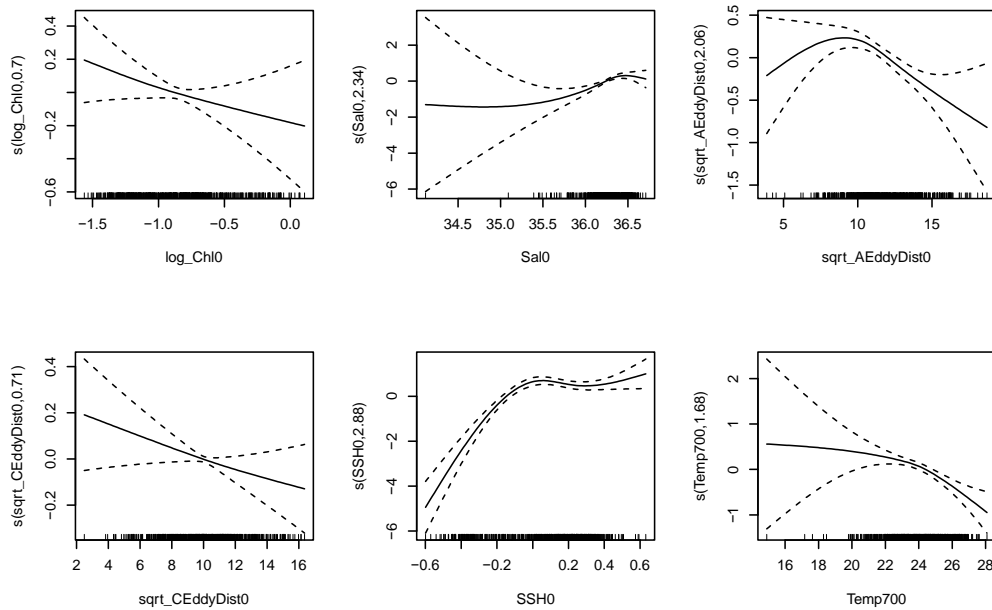 s(log_Chl0,0.7)
0.4
0.2
−0.2
−0.6
−1.5 −1.0 −0.5 0.0
log_Chl0
s(Sal0,2.34)
2
0
−2
−4
−6
34.5 35.0 35.5 36.0 36.5
Sal0
s(sqrt_AEddyDist0,2.06)
0.5
0.0
−0.5
−1.0
−1.5
5 10 15
sqrt_AEddyDist0
s(sqrt_CEddyDist0,0.71)
0.4
0.2
0.0
−0.2
2 4 6 8 10 12 14 16
sqrt_CEddyDist0
s(SSH0,2.88)
0
−2
−4
−6
−0.6 −0.2 0.2 0.4 0.6
SSH0
s(Temp700,1.68)
2
1
0
−1
16 18 20 22 24 26 28
Temp700